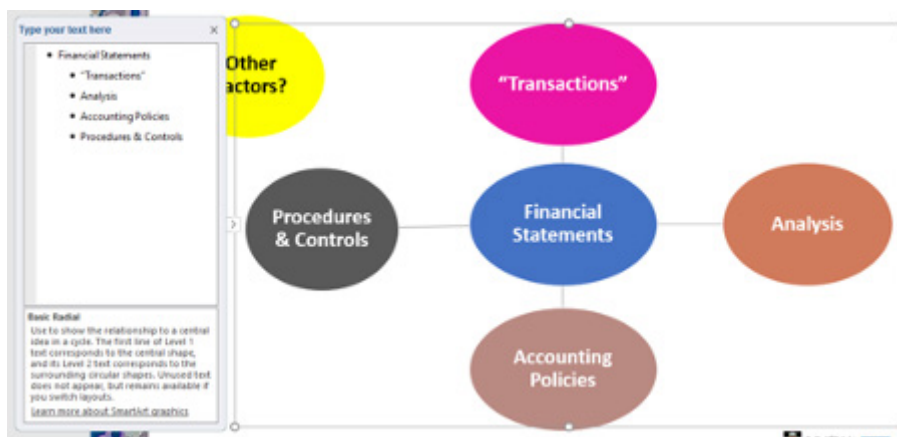 Type your text here
Financial Statements
"Transactions"
Analysis
Accounting Policies
Procedures & Controls
Basic Radial
Use to show the relationship to a central
idea in a cycle. The first line of Level 1
text corresponds to the central shape,
and its Level 2 text corresponds to the
surrounding circular shapes. Unused text
does not appear, but remains available if
you switch layouts.
Learn more about SmartArt graphics
Other
actors?
“Transactions”
Procedures
& Controls
Financial
Statements
Analysis
Accounting
Policies